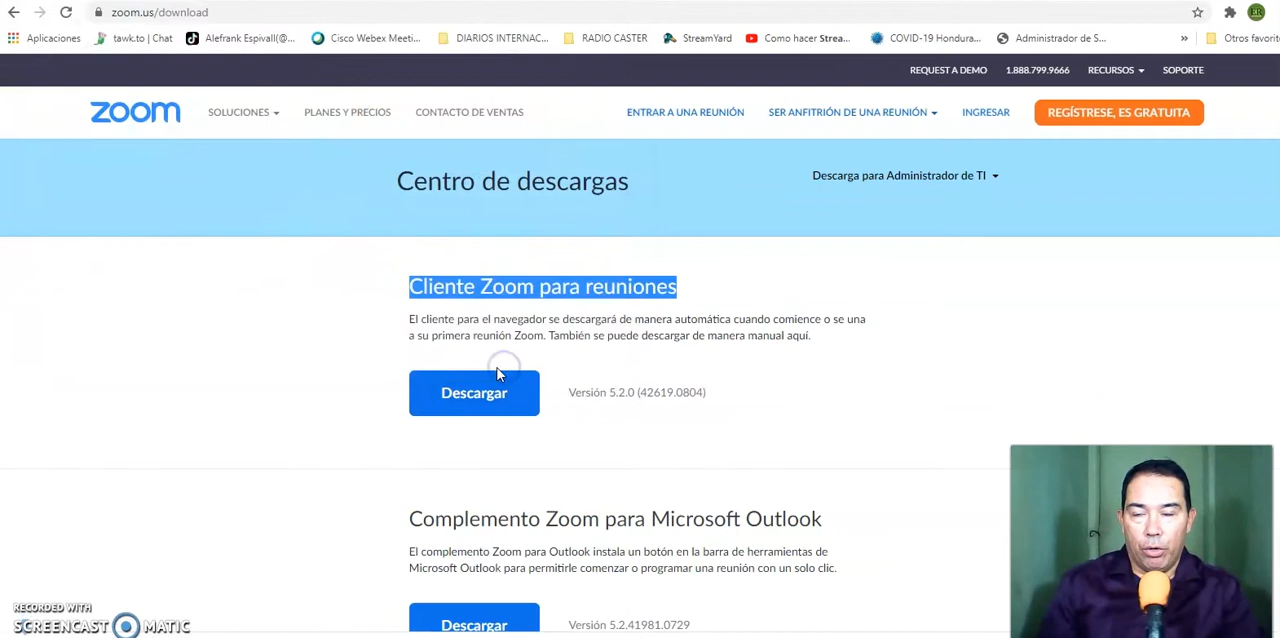 zoom.us/download
Aplicaciones
tawk.to | Chat
Alefrank Espivall(@...
Cisco Webex Meeti...
DIARIOS INTERNAC...
RADIO CASTER
StreamYard
Como hacer Strea...
COVID-19 Hondura...
Administrador de S...
»
Otros favorit
REQUEST A DEMO
1.888.799.9666
RECURSOS
SOPORTE
zoom
SOLUCIONES
PLANES Y PRECIOS
CONTACTO DE VENTAS
ENTRAR A UNA REUNIÓN
SER ANFITRIÓN DE UNA REUNIÓN
INGRESAR
REGÍSTRESE, ES GRATUITA
Centro de descargas
Descarga para Administrador de TI
Cliente Zoom para reuniones
El cliente para el navegador se descargará de manera automática cuando comience o se una
a su primera reunión Zoom. También se puede descargar de manera manual aquí.
Descargar
Versión 5.2.0 (42619.0804)
Complemento Zoom para Microsoft Outlook
El complemento Zoom para Outlook instala un botón en la barra de herramientas de
Microsoft Outlook para permitirle comenzar o programar una reunión con un solo clic.
Descargar
Versión 5.2.41981.0729
RECORDED WITH
SCREENCAST MATIC